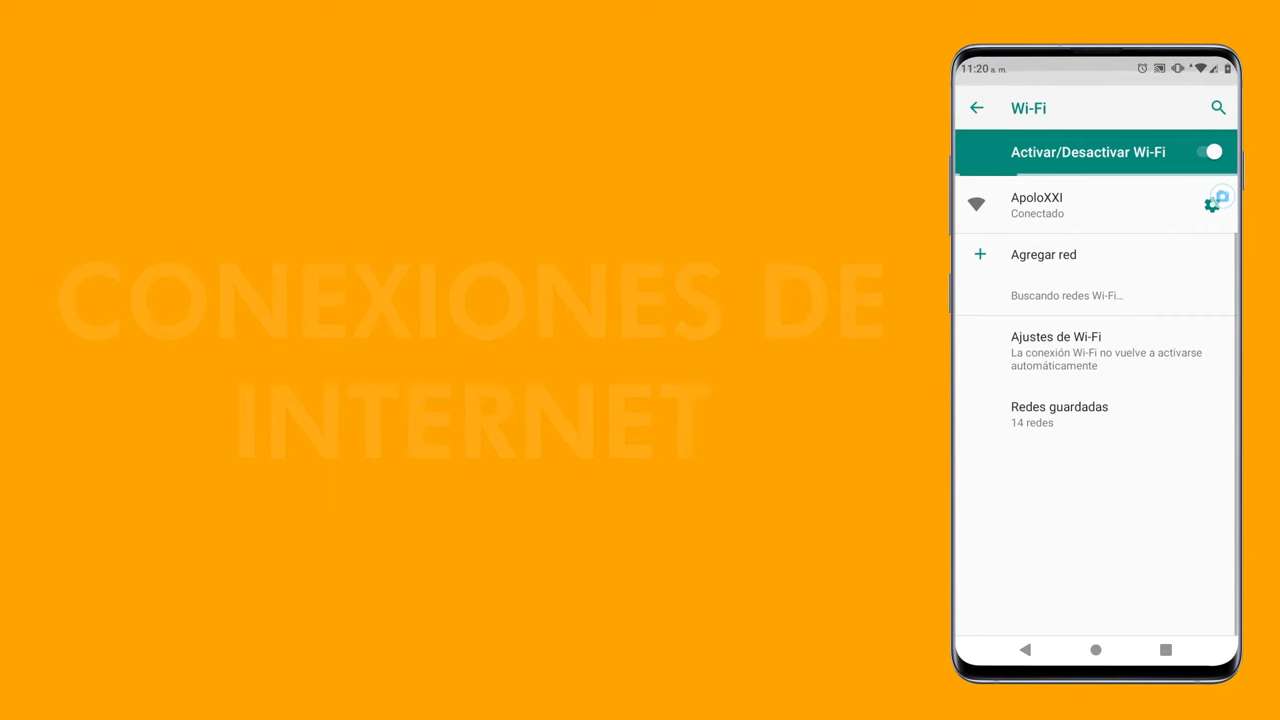 CONEXIONES DE
INTERNET
11:20 a. m.
Wi-Fi
Activar/Desactivar Wi-Fi
ApoloXXI
Conectado
Agregar red
Buscando redes Wi-Fi…
Ajustes de Wi-Fi
La conexión Wi-Fi no vuelve a activarse
automáticamente
Redes guardadas
14 redes